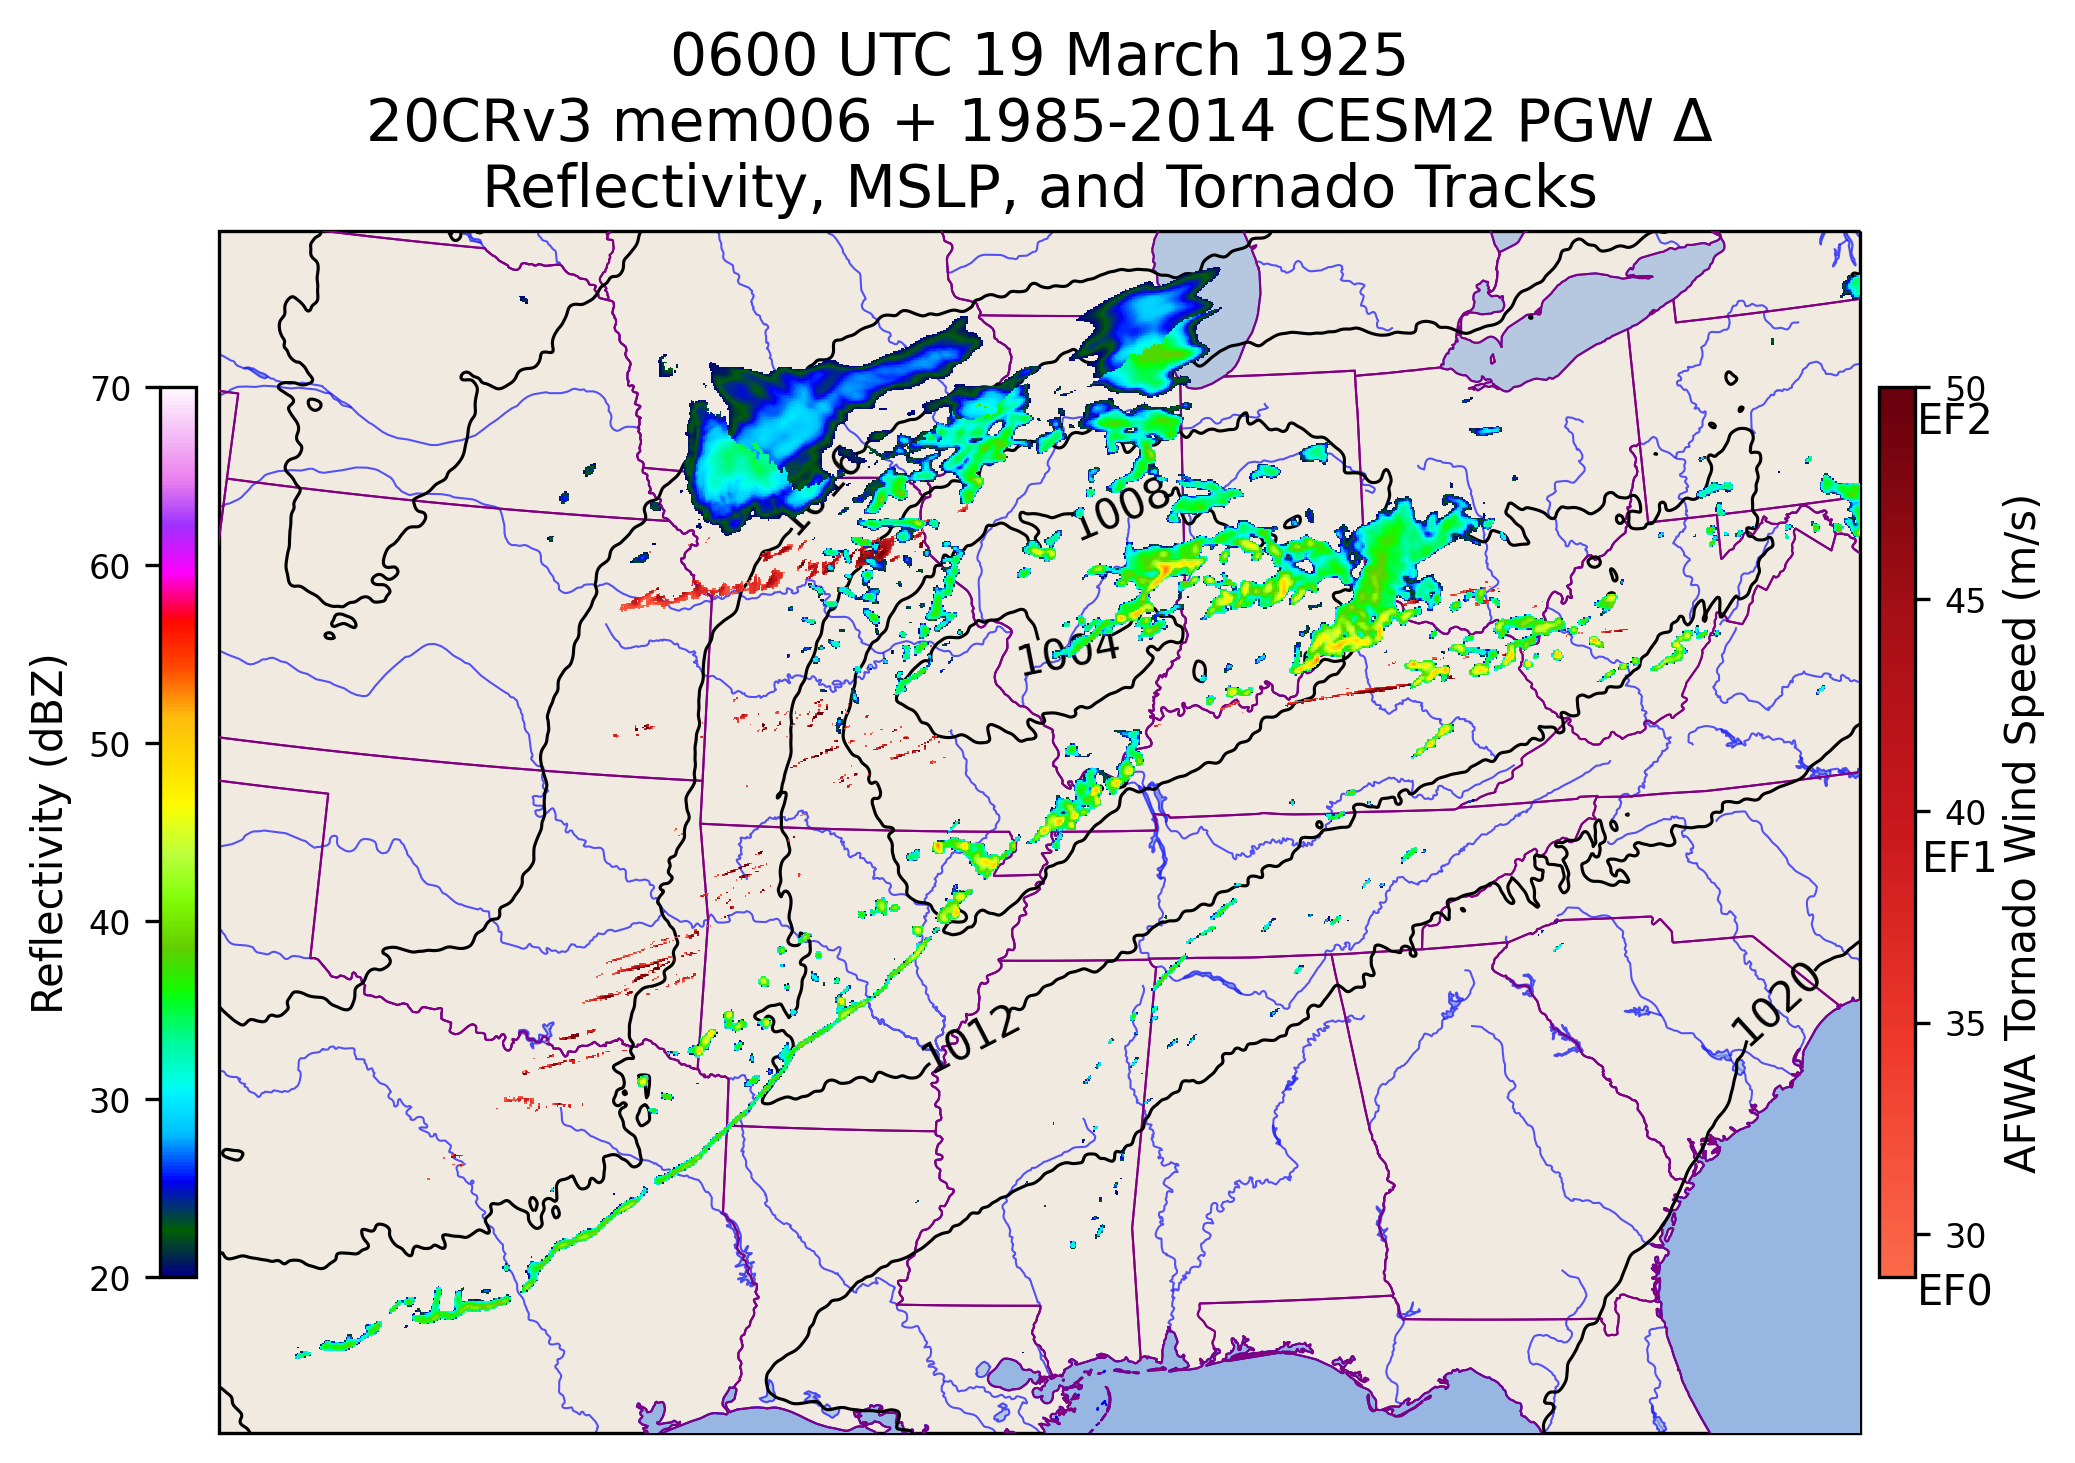 0600 UTC 19 March 1925
20CRv3 mem006 + 1985-2014 CESM2 PGW Δ
Reflectivity, MSLP, and Tornado Tracks
Reflectivity (dBZ)
70
60
50
40
30
20
1008
1004
1012
1020
50
EF2
45
40
EF1
35
30
EF0
AFWA Tornado Wind Speed (m/s)